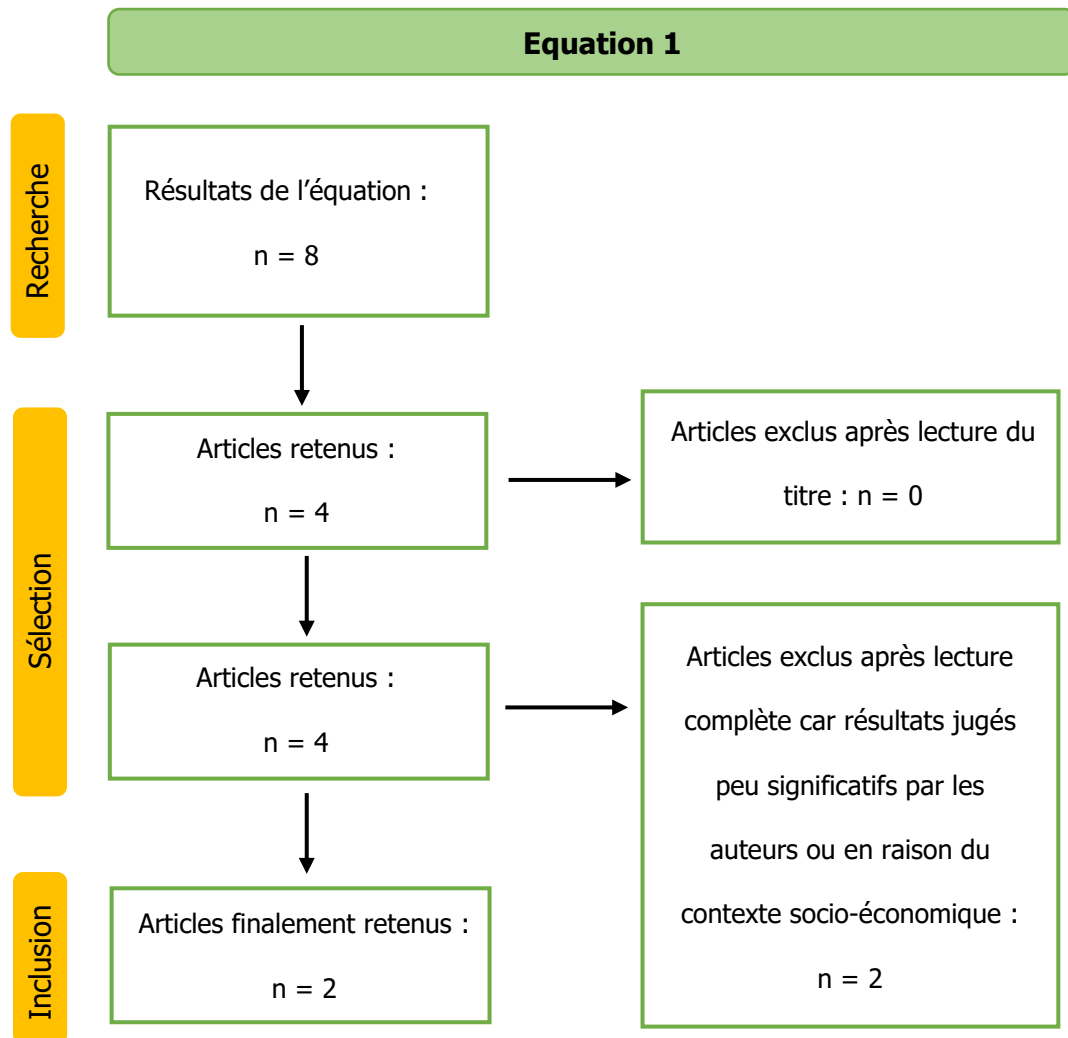 Equation 1
Recherche
Résultats de l’équation :
n = 8
Sélection
Articles retenus :
n = 4
Articles exclus après lecture du
titre : n = 0
Articles retenus :
n = 4
Articles exclus après lecture
complète car résultats jugés
peu significatifs par les
auteurs ou en raison du
contexte socio-économique :
n = 2
Inclusion
Articles finalement retenus :
n = 2